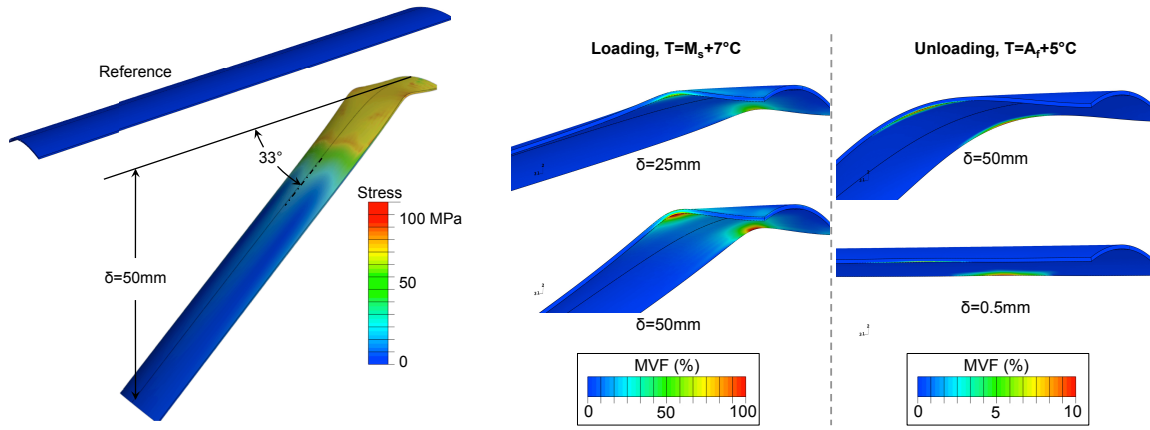 Reference
33°
δ=50mm
Stress
100 MPa
50
0
Loading, T=Mₛ+7°C
δ=25mm
δ=50mm
MVF (%)
0 50 100
Unloading, T=A_f+5°C
δ=50mm
δ=0.5mm
MVF (%)
0 5 10